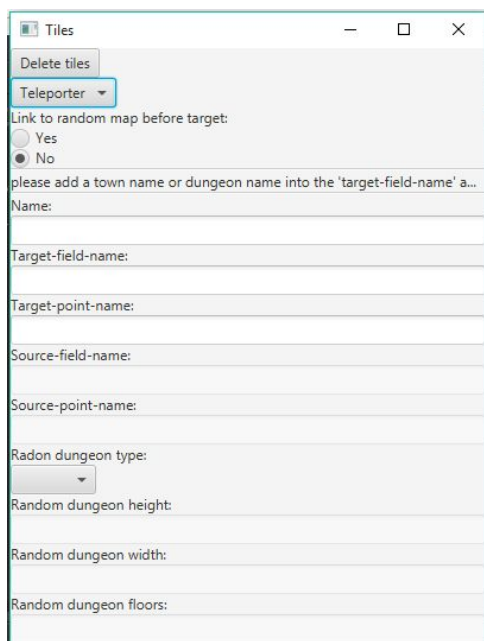 Tiles
Delete tiles
Teleporter
Link to random map before target:
Yes
No
please add a town name or dungeon name into the 'target-field-name' a...
Name:
Target-field-name:
Target-point-name:
Source-field-name:
Source-point-name:
Radon dungeon type:
Random dungeon height:
Random dungeon width:
Random dungeon floors: